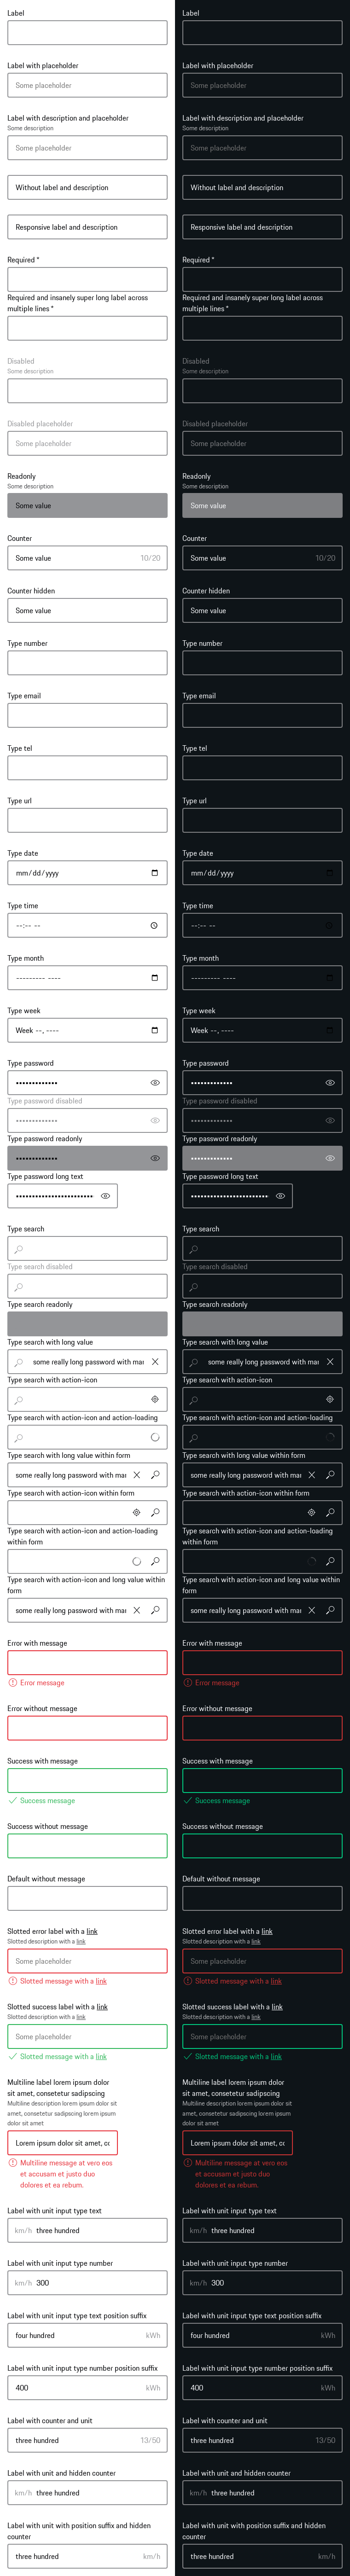 Label
Label with placeholder
Some placeholder
Label with description and placeholder
Some description
Some placeholder
Without label and description
Responsive label and description
Required *
Required and insanely super long label across
multiple lines *
Disabled
Some description
Disabled placeholder
Some placeholder
Readonly
Some description
Some value
Counter
Some value 10/20
Counter hidden
Some value
Type number
Type email
Type tel
Type url
Type date
mm/dd/yyyy
Type time
--:-- --
Type month
--------- ----
Type week
Week --, ----
Type password
Type password disabled
Type password readonly
Type password long text
Type search
Type search disabled
Type search readonly
Type search with long value
some really long password with
Type search with action-icon
Type search with action-icon and action-loading
Type search with long value within form
some really long password with
Type search with action-icon within form
Type search with action-icon and action-loading
within form
Type search with action-icon and long value within
form
some really long password with
Error with message
Error message
Error without message
Success with message
Success message
Success without message
Default without message
Slotted error label with a link
Slotted description with a link
Some placeholder
Slotted message with a link
Slotted success label with a link
Slotted description with a link
Some placeholder
Slotted message with a link
Multiline label lorem ipsum dolor
sit amet, consetetur sadipscing
Multiline description lorem ipsum dolor sit
amet, consetetur sadipscing lorem ipsum
dolor sit amet
Lorem ipsum dolor sit amet,
Multiline message at vero eos
et accusam et justo duo
dolores et ea rebum.
Label with unit input type text
km/h three hundred
Label with unit input type number
km/h 300
Label with unit input type text position suffix
four hundred kWh
Label with unit input type number position suffix
400 kWh
Label with counter and unit
three hundred 13/50
Label with unit and hidden counter
km/h three hundred
Label with unit with position suffix and hidden
counter
three hundred km/h
Label
Label with placeholder
Some placeholder
Label with description and placeholder
Some description
Some placeholder
Without label and description
Responsive label and description
Required *
Required and insanely super long label across
multiple lines *
Disabled
Some description
Disabled placeholder
Some placeholder
Readonly
Some description
Some value
Counter
Some value 10/20
Counter hidden
Some value
Type number
Type email
Type tel
Type url
Type date
mm/dd/yyyy
Type time
--:-- --
Type month
--------- ----
Type week
Week --, ----
Type password
Type password disabled
Type password readonly
Type password long text
Type search
Type search disabled
Type search readonly
Type search with long value
some really long password with
Type search with action-icon
Type search with action-icon and action-loading
Type search with long value within form
some really long password with
Type search with action-icon within form
Type search with action-icon and action-loading
within form
Type search with action-icon and long value within
form
some really long password with
Error with message
Error message
Error without message
Success with message
Success message
Success without message
Default without message
Slotted error label with a link
Slotted description with a link
Some placeholder
Slotted message with a link
Slotted success label with a link
Slotted description with a link
Some placeholder
Slotted message with a link
Multiline label lorem ipsum dolor
sit amet, consetetur sadipscing
Multiline description lorem ipsum dolor sit
amet, consetetur sadipscing lorem ipsum
dolor sit amet
Lorem ipsum dolor sit amet,
Multiline message at vero eos
et accusam et justo duo
dolores et ea rebum.
Label with unit input type text
km/h three hundred
Label with unit input type number
km/h 300
Label with unit input type text position suffix
four hundred kWh
Label with unit input type number position suffix
400 kWh
Label with counter and unit
three hundred 13/50
Label with unit and hidden counter
km/h three hundred
Label with unit with position suffix and hidden
counter
three hundred km/h